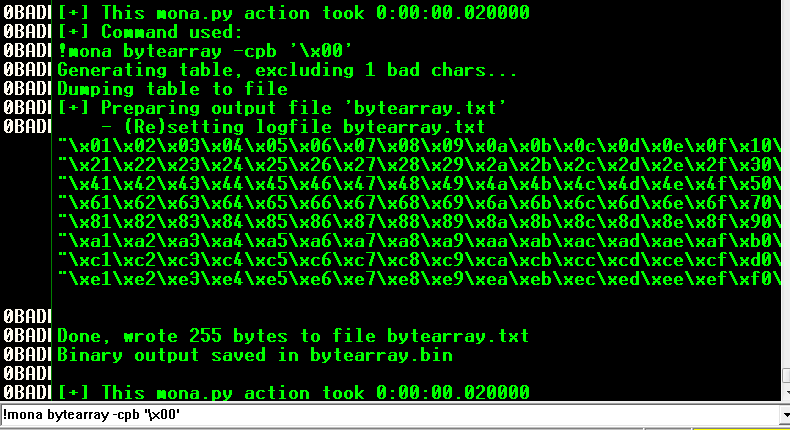 0BADI [+] This mona.py action took 0:00:00.020000
0BADI [+] Command used:
0BADI !mona bytearray -cpb '\x00'
0BADI Generating table, excluding 1 bad chars...
0BADI Dumping table to file
0BADI [+] Preparing output file 'bytearray.txt'
0BADI     - (Re)setting logfile bytearray.txt
"\x01\x02\x03\x04\x05\x06\x07\x08\x09\x0a\x0b\x0c\x0d\x0e\x0f\x10\
"\x21\x22\x23\x24\x25\x26\x27\x28\x29\x2a\x2b\x2c\x2d\x2e\x2f\x30\
"\x41\x42\x43\x44\x45\x46\x47\x48\x49\x4a\x4b\x4c\x4d\x4e\x4f\x50\
"\x61\x62\x63\x64\x65\x66\x67\x68\x69\x6a\x6b\x6c\x6d\x6e\x6f\x70\
"\x81\x82\x83\x84\x85\x86\x87\x88\x89\x8a\x8b\x8c\x8d\x8e\x8f\x90\
"\xa1\xa2\xa3\xa4\xa5\xa6\xa7\xa8\xa9\xaa\xab\xac\xad\xae\xaf\xb0\
"\xc1\xc2\xc3\xc4\xc5\xc6\xc7\xc8\xc9\xca\xcb\xcc\xcd\xce\xcf\xd0\
"\xe1\xe2\xe3\xe4\xe5\xe6\xe7\xe8\xe9\xea\xeb\xec\xed\xee\xef\xf0\
0BADI
0BADI Done, wrote 255 bytes to file bytearray.txt
0BADI Binary output saved in bytearray.bin
0BADI
0BADI [+] This mona.py action took 0:00:00.020000
!mona bytearray -cpb '\x00'